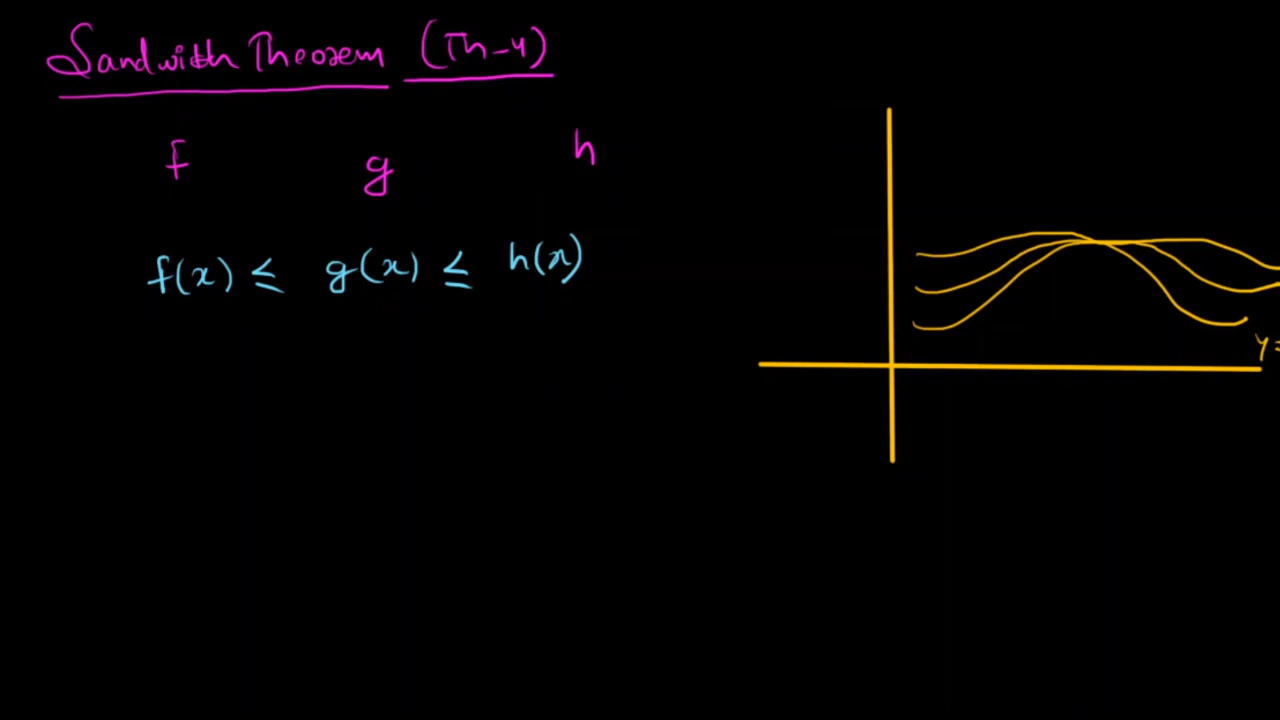 Sandwith Theorem (Th-4)
f g h
f(x) ≤ g(x) ≤ h(x)
y=